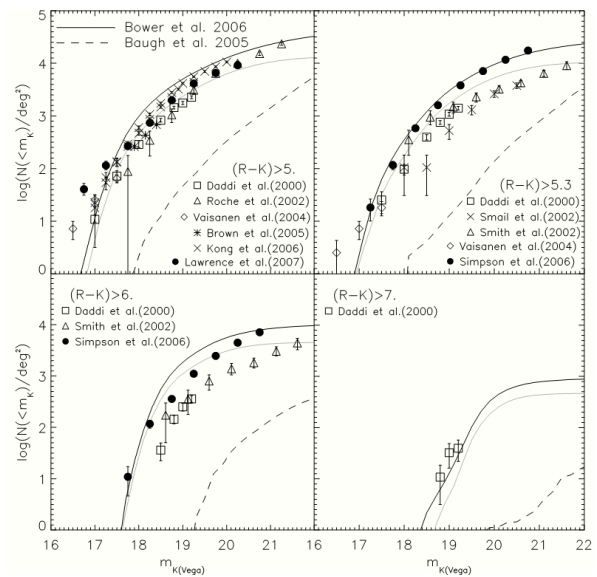 Bower et al. 2006
Baugh et al. 2005
5
4
3
2
1
0
log(N(<m_K)/deg²)
(R-K)>5.
Daddi et al.(2000)
Roche et al.(2002)
Vaisanen et al.(2004)
Brown et al.(2005)
Kong et al.(2006)
Lawrence et al.(2007)
(R-K)>5.3
Daddi et al.(2000)
Smail et al.(2002)
Smith et al.(2002)
Vaisanen et al.(2004)
Simpson et al.(2006)
4
3
2
1
0
log(N(<m_K)/deg²)
(R-K)>6.
Daddi et al.(2000)
Smith et al.(2002)
Simpson et al.(2006)
(R-K)>7.
Daddi et al.(2000)
16 17 18 19 20 21 16 17 18 19 20 21 22
m_K(Vega) m_K(Vega)